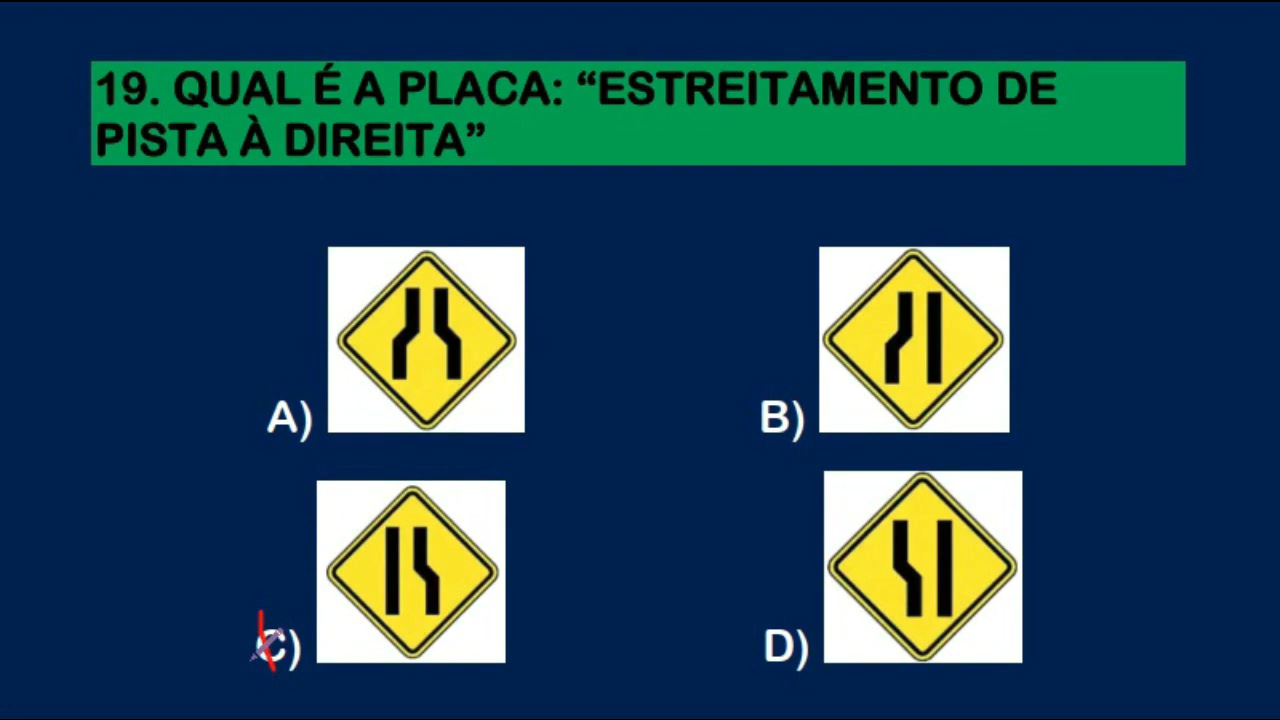 19. QUAL É A PLACA: “ESTREITAMENTO DE
PISTA À DIREITA”
A)
B)
C)
D)